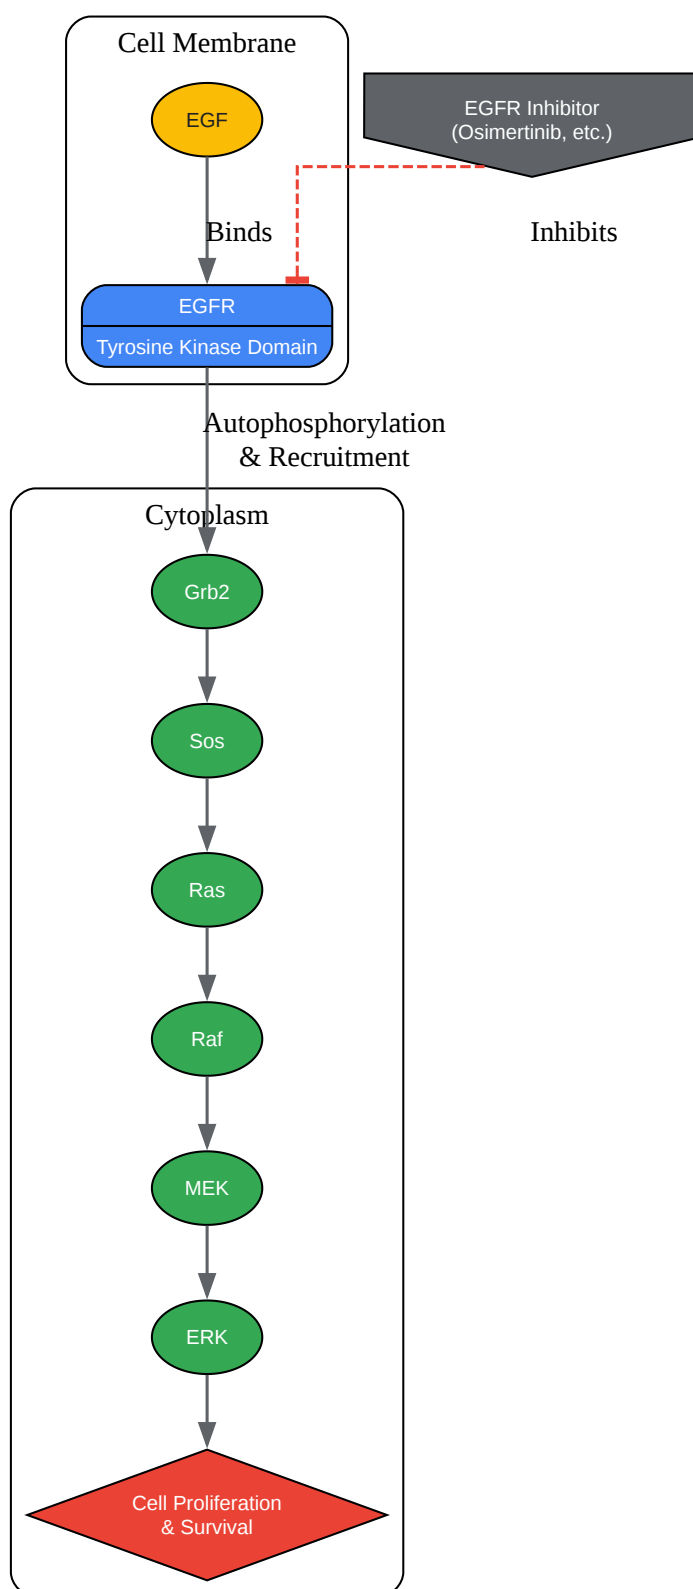 Cell Membrane
EGF
EGFR Inhibitor
(Osimertinib, etc.)
Binds
Inhibits
EGFR
Tyrosine Kinase Domain
Autophosphorylation
& Recruitment
Cytoplasm
Grb2
Sos
Ras
Raf
MEK
ERK
Cell Proliferation
& Survival